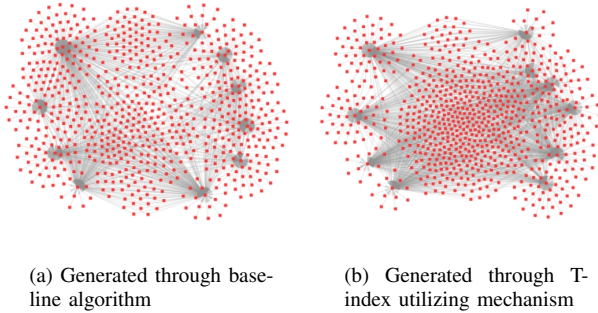 (a) Generated through base-
line algorithm
(b) Generated through T-
index utilizing mechanism